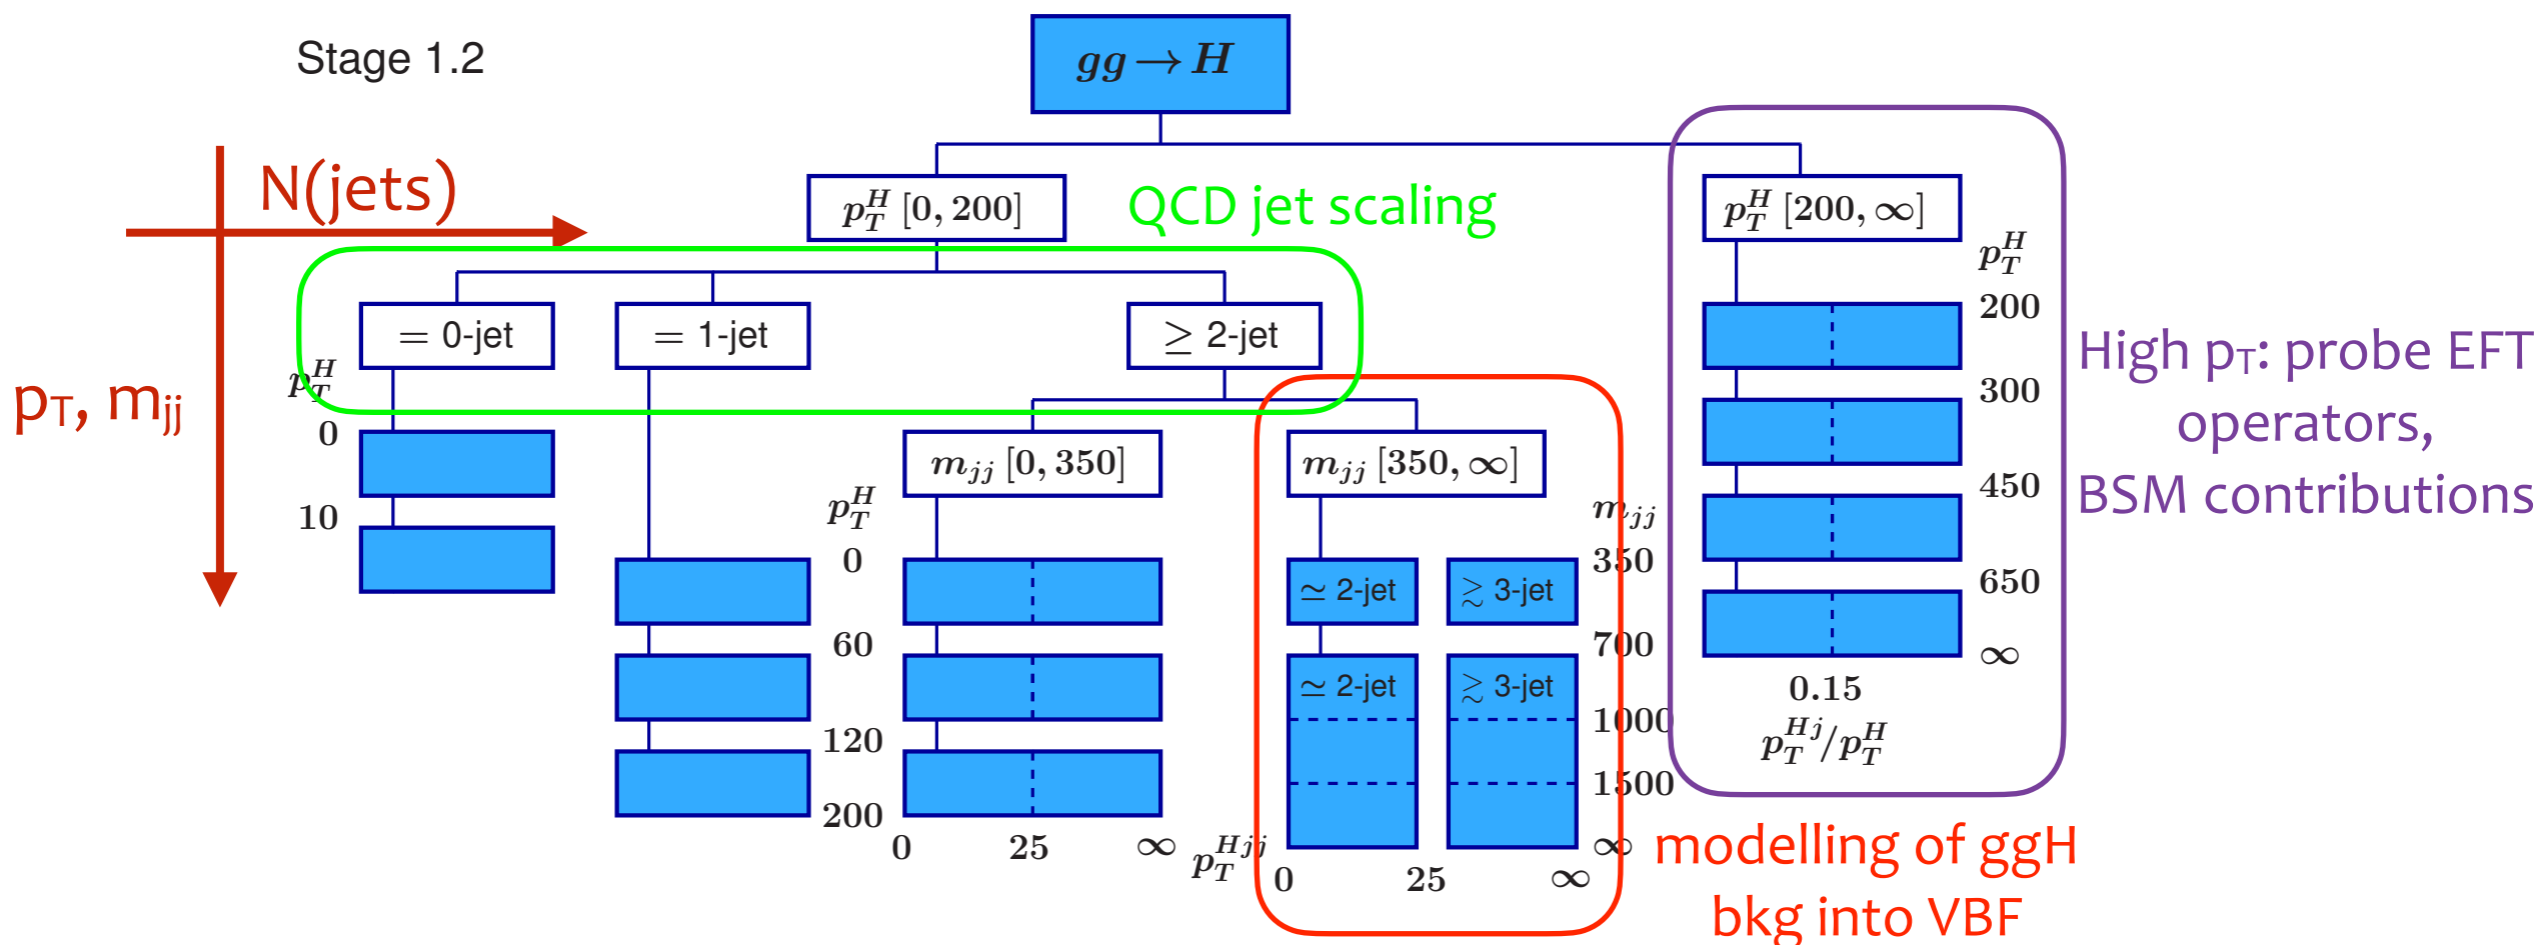 Stage 1.2
gg → H
N(jets)
p_T^H [0, 200]
QCD jet scaling
p_T^H [200, ∞]
p_T^H
200
300
450
650
∞
0.15
p_T^{Hj}/p_T^H
High p_T: probe EFT
operators,
BSM contributions
= 0-jet
= 1-jet
≥ 2-jet
p_T, m_jj
p_T^H
0
10
m_jj [0, 350]
m_jj [350, ∞]
p_T^H
0
60
120
200
0 25 ∞ p_T^{Hjj}
m_jj
350
700
1000
1500
∞
≃ 2-jet ≳ 3-jet
≃ 2-jet ≳ 3-jet
0 25 ∞
modelling of ggH
bkg into VBF